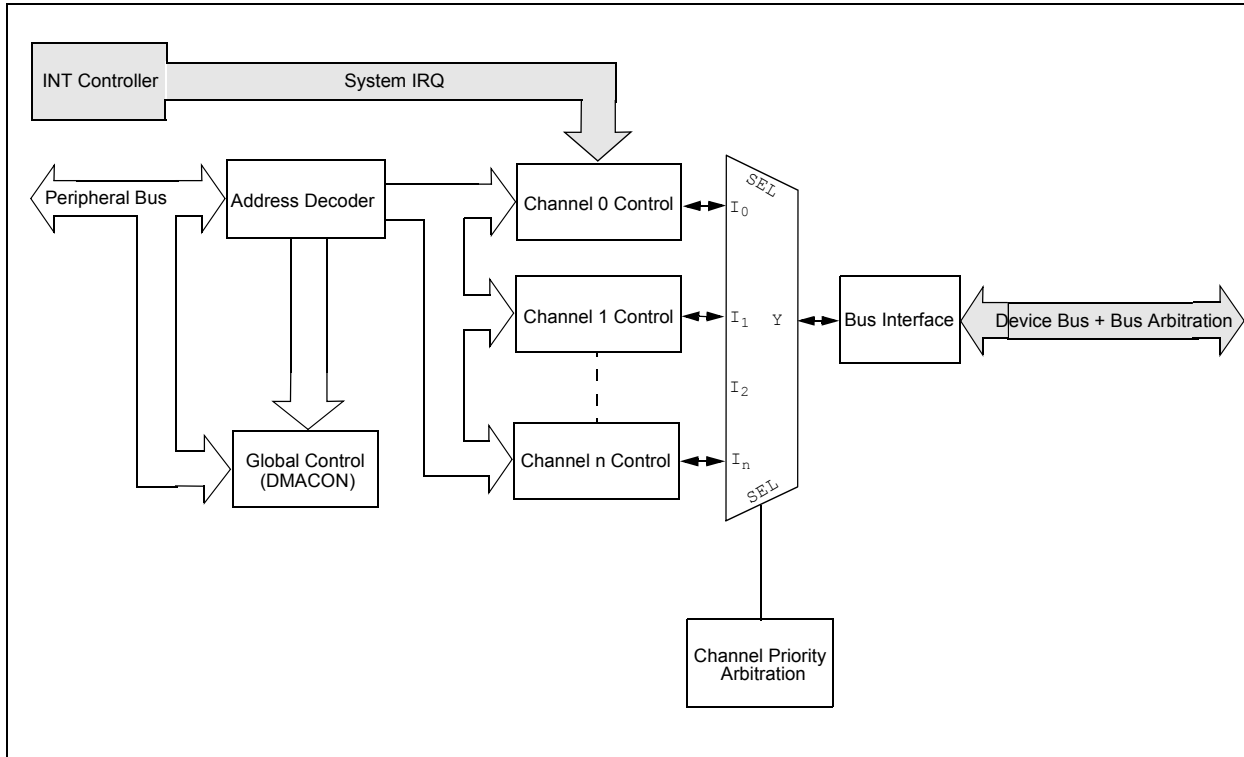 INT Controller
System IRQ
Peripheral Bus
Address Decoder
Channel 0 Control
SEL
I0
Channel 1 Control
I1
Y
Bus Interface
Device Bus + Bus Arbitration
I2
Global Control
(DMACON)
Channel n Control
In
SEL
Channel Priority
Arbitration